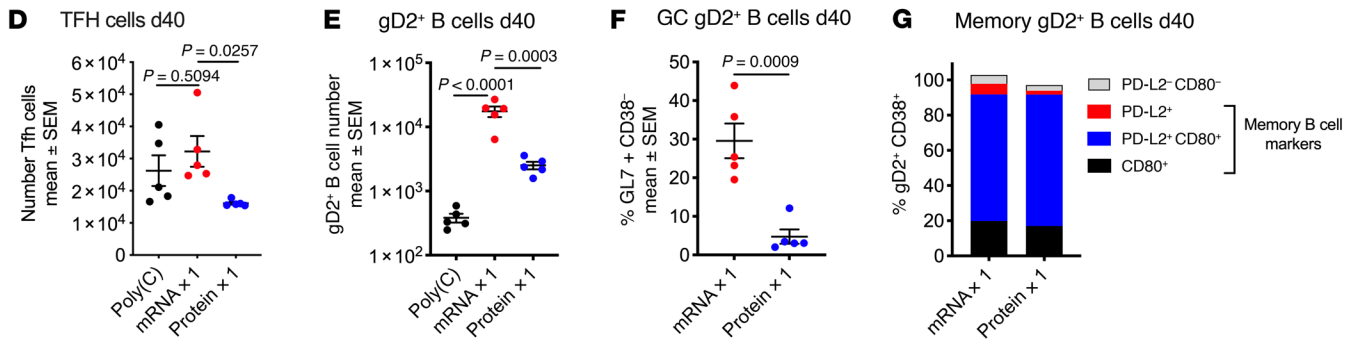 D TFH cells d40
Number Tfh cells
mean ± SEM
6 × 10⁴
5 × 10⁴
4 × 10⁴
3 × 10⁴
2 × 10⁴
1 × 10⁴
0
P = 0.0257
P = 0.5094
Poly(C)
mRNA × 1
Protein × 1
E gD2⁺ B cells d40
gD2⁺ B cell number
mean ± SEM
1 × 10⁵
1 × 10⁴
1 × 10³
1 × 10²
P = 0.0003
P < 0.0001
Poly(C)
mRNA × 1
Protein × 1
F GC gD2⁺ B cells d40
% GL7 + CD38⁻
mean ± SEM
50
40
30
20
10
0
P = 0.0009
mRNA × 1
Protein × 1
G Memory gD2⁺ B cells d40
% gD2⁺ CD38⁺
100
80
60
40
20
0
mRNA × 1
Protein × 1
PD-L2⁻ CD80⁻
PD-L2⁺
PD-L2⁺ CD80⁺
CD80⁺
Memory B cell
markers